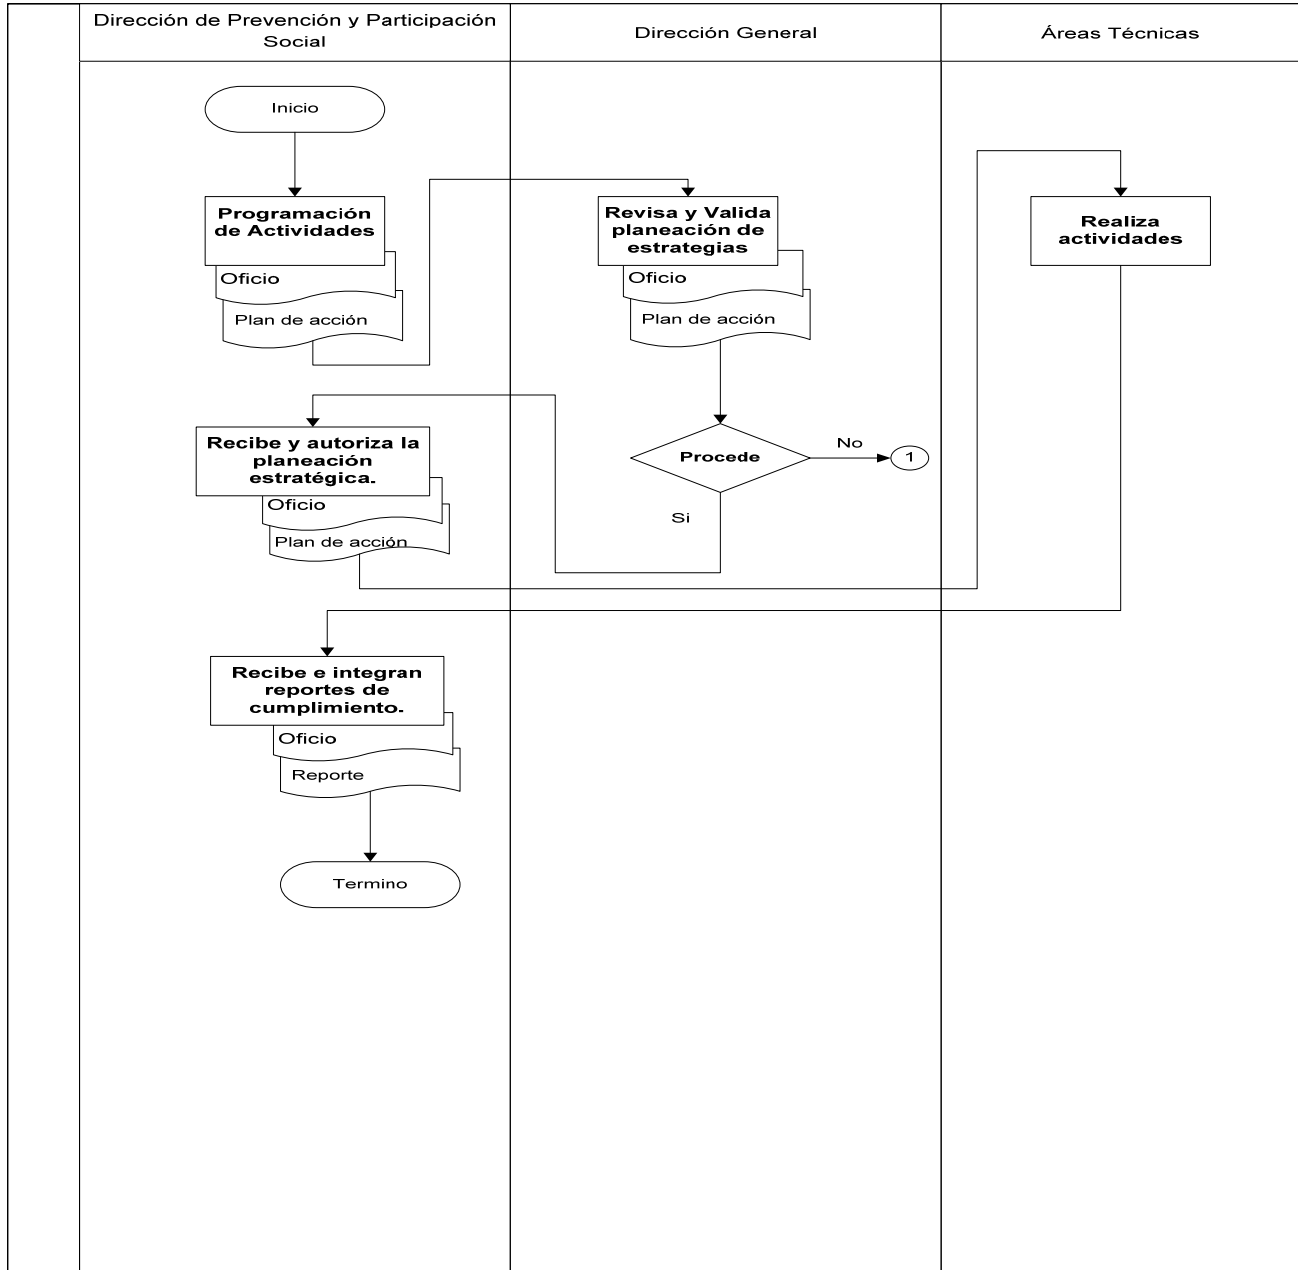 Dirección de Prevención y Participación
Social
Dirección General
Áreas Técnicas
Inicio
Programación
de Actividades
Oficio
Plan de acción
Revisa y Valida
planeación de
estrategias
Oficio
Plan de acción
Realiza
actividades
Procede
No
1
Si
Recibe y autoriza la
planeación
estratégica.
Oficio
Plan de acción
Recibe e integran
reportes de
cumplimiento.
Oficio
Reporte
Termino